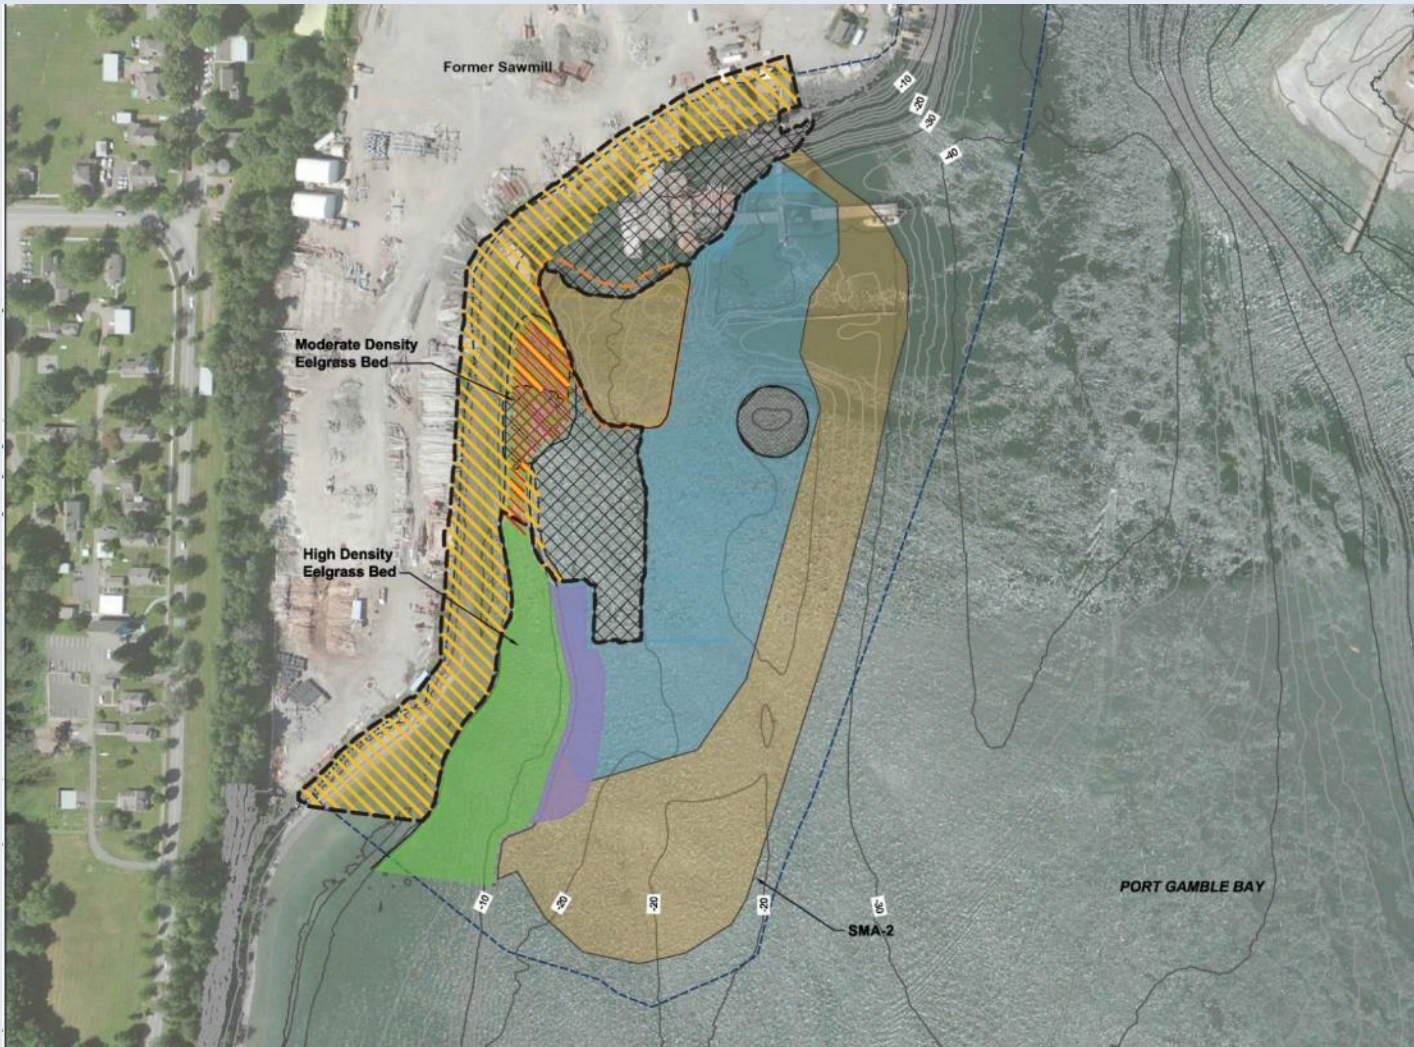 Former Sawmill
-10
-20
-30
-40
Moderate Density
Eelgrass Bed
High Density
Eelgrass Bed
PORT GAMBLE BAY
-10
-20
-20
-20
-30
SMA-2